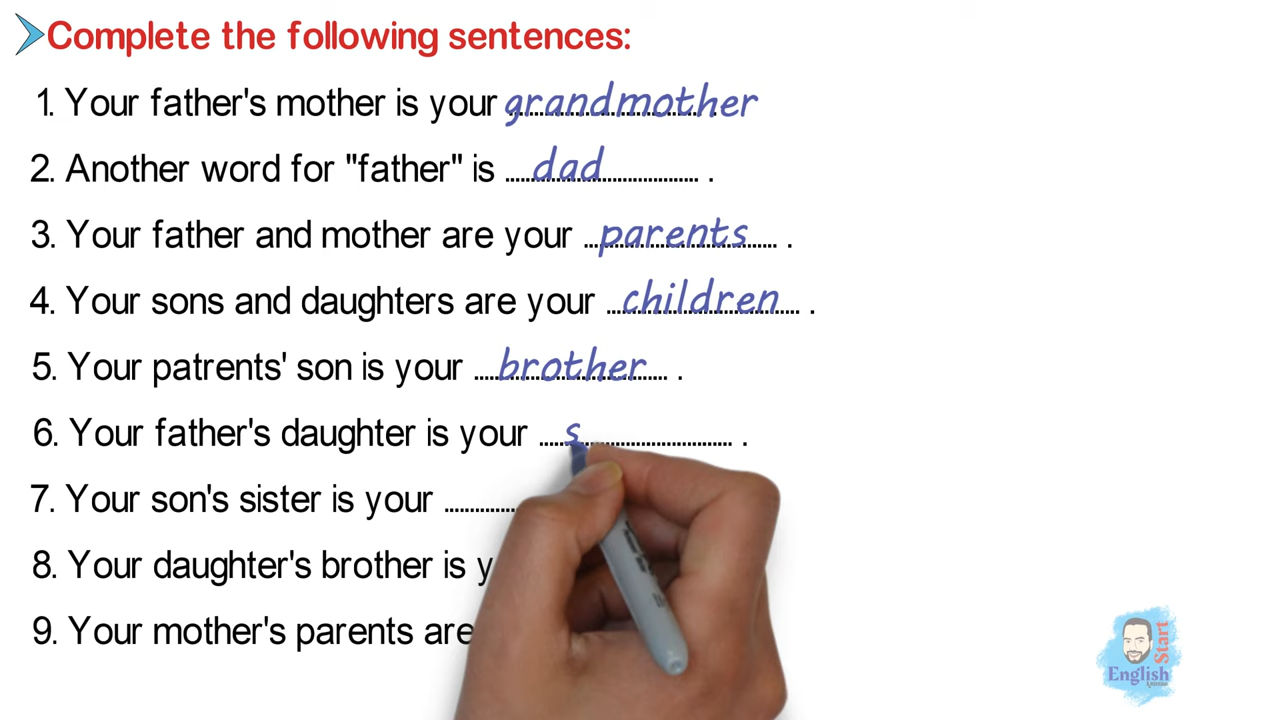 Complete the following sentences:
1. Your father's mother is your grandmother.
2. Another word for "father" is ...... dad ...... .
3. Your father and mother are your ...... parents ...... .
4. Your sons and daughters are your ...... children ...... .
5. Your patrents' son is your ...... brother ...... .
6. Your father's daughter is your ...... s ...... .
7. Your son's sister is your ......
8. Your daughter's brother is y
9. Your mother's parents are
Start
English